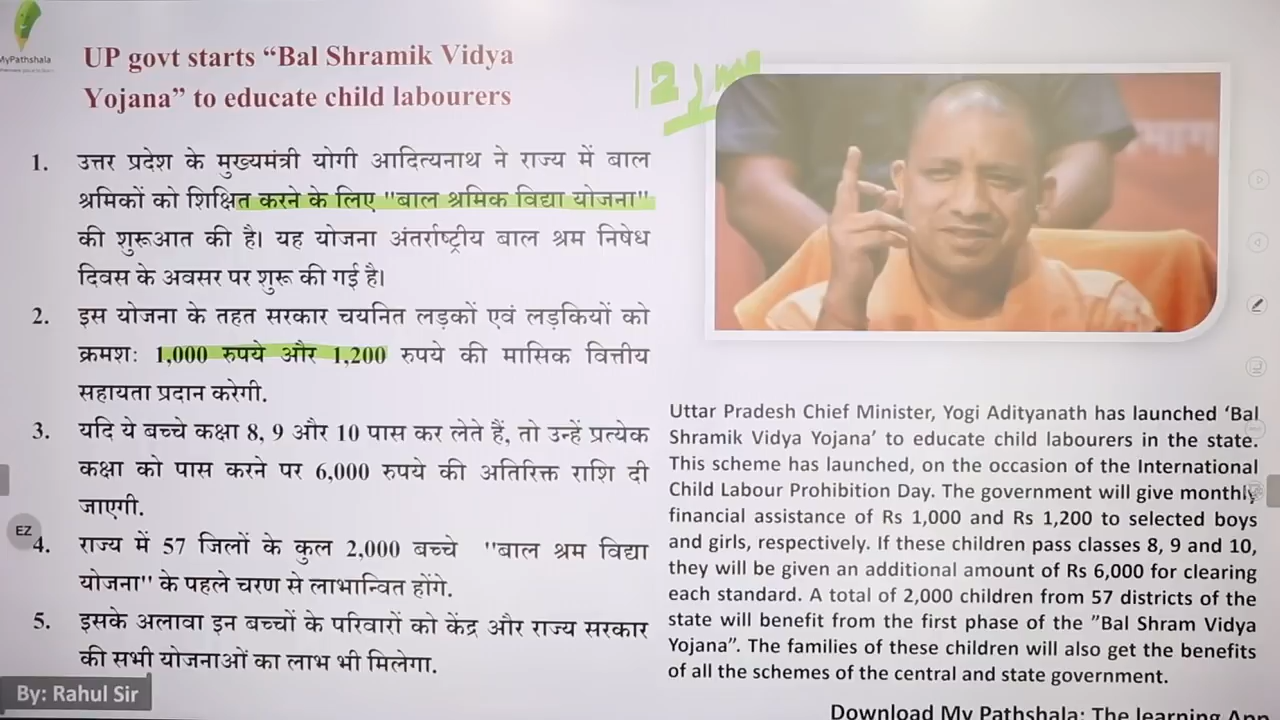 MyPathshala
UP govt starts “Bal Shramik Vidya
Yojana” to educate child labourers
1. उत्तर प्रदेश के मुख्यमंत्री योगी आदित्यनाथ ने राज्य में बाल
श्रमिकों को शिक्षित करने के लिए "बाल श्रमिक विद्या योजना"
की शुरूआत की है। यह योजना अंतर्राष्ट्रीय बाल श्रम निषेध
दिवस के अवसर पर शुरू की गई है।
2. इस योजना के तहत सरकार चयनित लड़कों एवं लड़कियों को
क्रमशः 1,000 रुपये और 1,200 रुपये की मासिक वित्तीय
सहायता प्रदान करेगी.
3. यदि ये बच्चे कक्षा 8, 9 और 10 पास कर लेते हैं, तो उन्हें प्रत्येक
कक्षा को पास करने पर 6,000 रुपये की अतिरिक्त राशि दी
जाएगी.
EZ
4. राज्य में 57 जिलों के कुल 2,000 बच्चे "बाल श्रम विद्या
योजना" के पहले चरण से लाभान्वित होंगे.
5. इसके अलावा इन बच्चों के परिवारों को केंद्र और राज्य सरकार
की सभी योजनाओं का लाभ भी मिलेगा.
By: Rahul Sir
12
Uttar Pradesh Chief Minister, Yogi Adityanath has launched ‘Bal
Shramik Vidya Yojana’ to educate child labourers in the state.
This scheme has launched, on the occasion of the International
Child Labour Prohibition Day. The government will give monthly
financial assistance of Rs 1,000 and Rs 1,200 to selected boys
and girls, respectively. If these children pass classes 8, 9 and 10,
they will be given an additional amount of Rs 6,000 for clearing
each standard. A total of 2,000 children from 57 districts of the
state will benefit from the first phase of the ”Bal Shram Vidya
Yojana”. The families of these children will also get the benefits
of all the schemes of the central and state government.
Download My Pathshala: The learning App